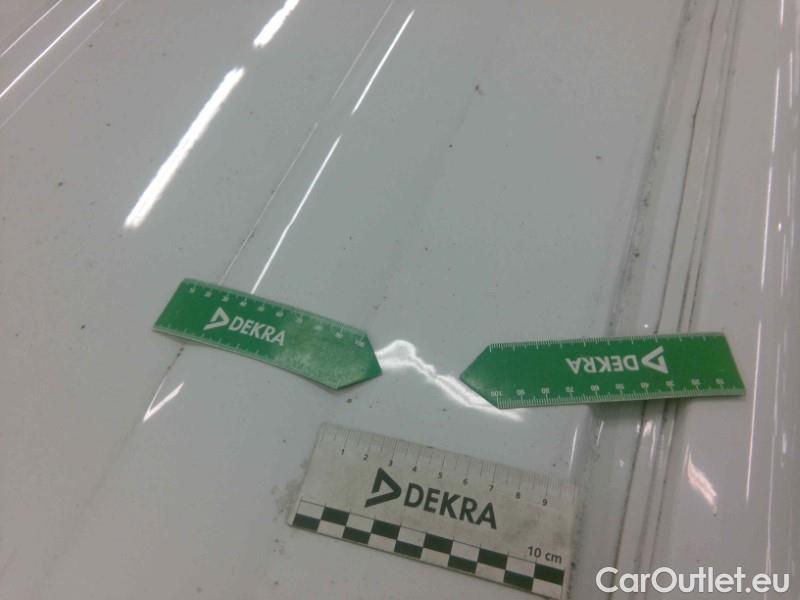 DEKRA
DEKRA
1 2 3 4 5 6 7 8 9
DEKRA
10 cm
CarOutlet.eu